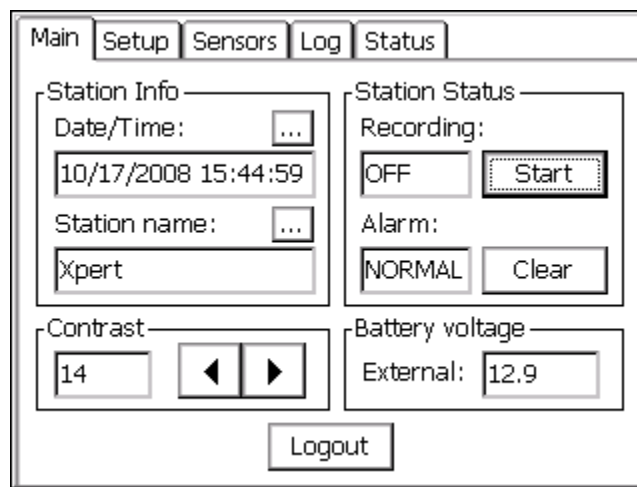 Main Setup Sensors Log Status
Station Info
Date/Time: ...
10/17/2008 15:44:59
Station name: ...
Xpert
Station Status
Recording:
OFF Start
Alarm:
NORMAL Clear
Contrast
14
Battery voltage
External: 12.9
Logout